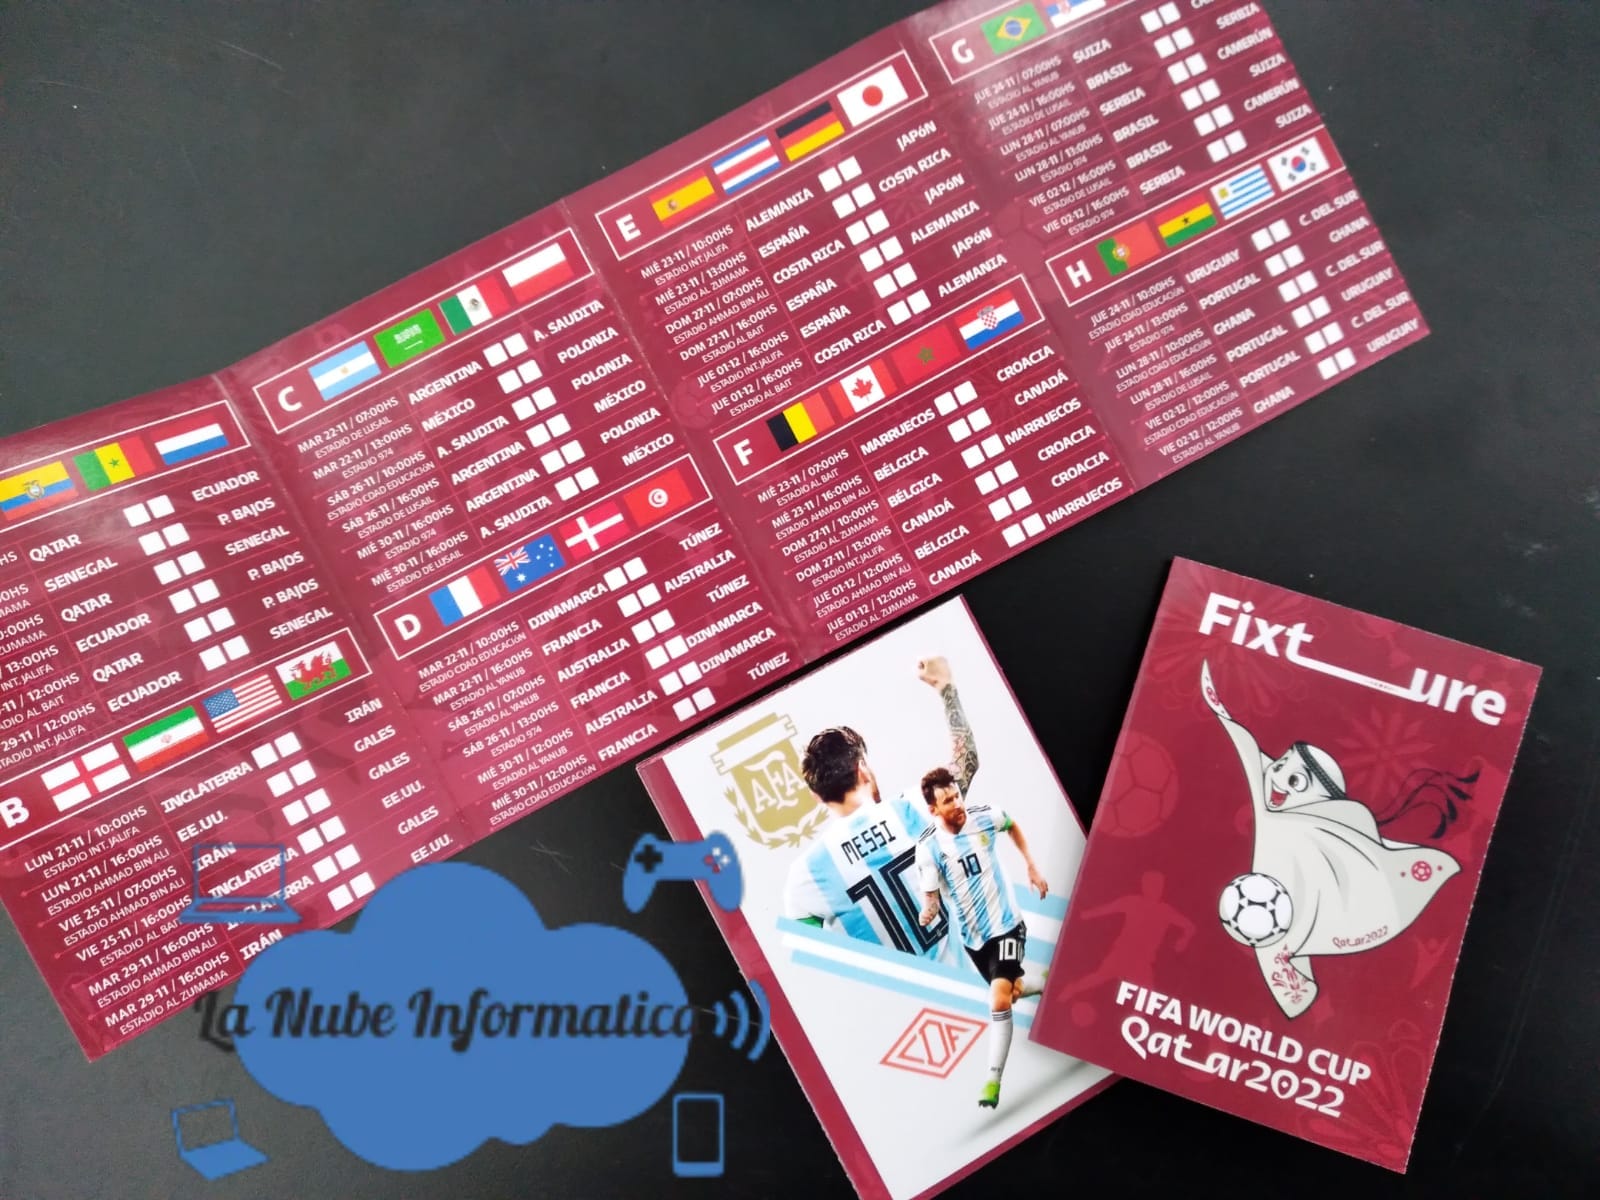 HS QATAR ECUADOR
SENEGAL P. BAJOS
QATAR SENEGAL
ECUADOR P. BAJOS
QATAR P. BAJOS
ECUADOR SENEGAL
B
LUN 21-11 / 10:00HS INGLATERRA IRÁN
ESTADIO INT.JALIFA
LUN 21-11 / 16:00HS EE.UU. GALES
ESTADIO AHMAD BIN ALI
VIE 25-11 / 07:00HS IRÁN GALES
ESTADIO AHMAD BIN ALI
VIE 25-11 / 16:00HS INGLATERRA EE.UU.
ESTADIO AL BAIT
MAR 29-11 / 16:00HS INGLATERRA GALES
ESTADIO AHMAD BIN ALI
MAR 29-11 / 16:00HS IRÁN EE.UU.
ESTADIO AL ZUMAMA
C
MAR 22-11 / 07:00HS ARGENTINA A. SAUDITA
ESTADIO DE LUSAIL
MAR 22-11 / 13:00HS MÉXICO POLONIA
ESTADIO 974
SÁB 26-11 / 10:00HS A. SAUDITA POLONIA
ESTADIO CDAD EDUCACIÓN
SÁB 26-11 / 16:00HS ARGENTINA MÉXICO
ESTADIO DE LUSAIL
MIÉ 30-11 / 16:00HS ARGENTINA POLONIA
ESTADIO 974
MIÉ 30-11 / 16:00HS A. SAUDITA MÉXICO
ESTADIO DE LUSAIL
D
MAR 22-11 / 10:00HS DINAMARCA TÚNEZ
ESTADIO CDAD EDUCACIÓN
MAR 22-11 / 16:00HS FRANCIA AUSTRALIA
ESTADIO AL YANUB
SÁB 26-11 / 07:00HS AUSTRALIA TÚNEZ
ESTADIO AL YANUB
SÁB 26-11 / 13:00HS FRANCIA DINAMARCA
ESTADIO 974
MIÉ 30-11 / 12:00HS AUSTRALIA DINAMARCA
ESTADIO AL YANUB
MIÉ 30-11 / 12:00HS FRANCIA TÚNEZ
ESTADIO CDAD EDUCACIÓN
E
MIÉ 23-11 / 10:00HS ALEMANIA JAPÓN
ESTADIO INT.JALIFA
MIÉ 23-11 / 13:00HS ESPAÑA COSTA RICA
ESTADIO AL ZUMAMA
DOM 27-11 / 07:00HS COSTA RICA JAPÓN
ESTADIO AHMAD BIN ALI
DOM 27-11 / 16:00HS ESPAÑA ALEMANIA
ESTADIO AL BAIT
JUE 01-12 / 16:00HS ESPAÑA JAPÓN
ESTADIO INT.JALIFA
JUE 01-12 / 16:00HS COSTA RICA ALEMANIA
ESTADIO AL BAIT
F
MIÉ 23-11 / 07:00HS MARRUECOS CROACIA
ESTADIO AL BAIT
MIÉ 23-11 / 16:00HS BÉLGICA CANADÁ
ESTADIO AHMAD BIN ALI
DOM 27-11 / 10:00HS BÉLGICA MARRUECOS
ESTADIO AL ZUMAMA
DOM 27-11 / 13:00HS CANADÁ CROACIA
ESTADIO INT.JALIFA
JUE 01-12 / 12:00HS BÉLGICA CROACIA
ESTADIO AHMAD BIN ALI
JUE 01-12 / 12:00HS CANADÁ MARRUECOS
ESTADIO AL ZUMAMA
G
JUE 24-11 / 07:00HS SUIZA
ESTADIO AL YANUB
JUE 24-11 / 16:00HS BRASIL SERBIA
ESTADIO DE LUSAIL
LUN 28-11 / 07:00HS SERBIA CAMERÚN
ESTADIO AL YANUB
LUN 28-11 / 13:00HS BRASIL SUIZA
ESTADIO 974
VIE 02-12 / 16:00HS BRASIL CAMERÚN
ESTADIO DE LUSAIL
VIE 02-12 / 16:00HS SERBIA SUIZA
ESTADIO 974
H
JUE 24-11 / 10:00HS URUGUAY C. DEL SUR
ESTADIO CDAD EDUCACIÓN
JUE 24-11 / 13:00HS PORTUGAL GHANA
ESTADIO 974
LUN 28-11 / 10:00HS GHANA C. DEL SUR
ESTADIO CDAD EDUCACIÓN
LUN 28-11 / 16:00HS PORTUGAL URUGUAY
ESTADIO DE LUSAIL
VIE 02-12 / 12:00HS PORTUGAL C. DEL SUR
ESTADIO CDAD EDUCACIÓN
VIE 02-12 / 12:00HS GHANA URUGUAY
ESTADIO AL YANUB
AFA
MESSI
10
10
10
Fixture
Qatar2022
FIFA WORLD CUP
Qatar2022
La Nube Informatica